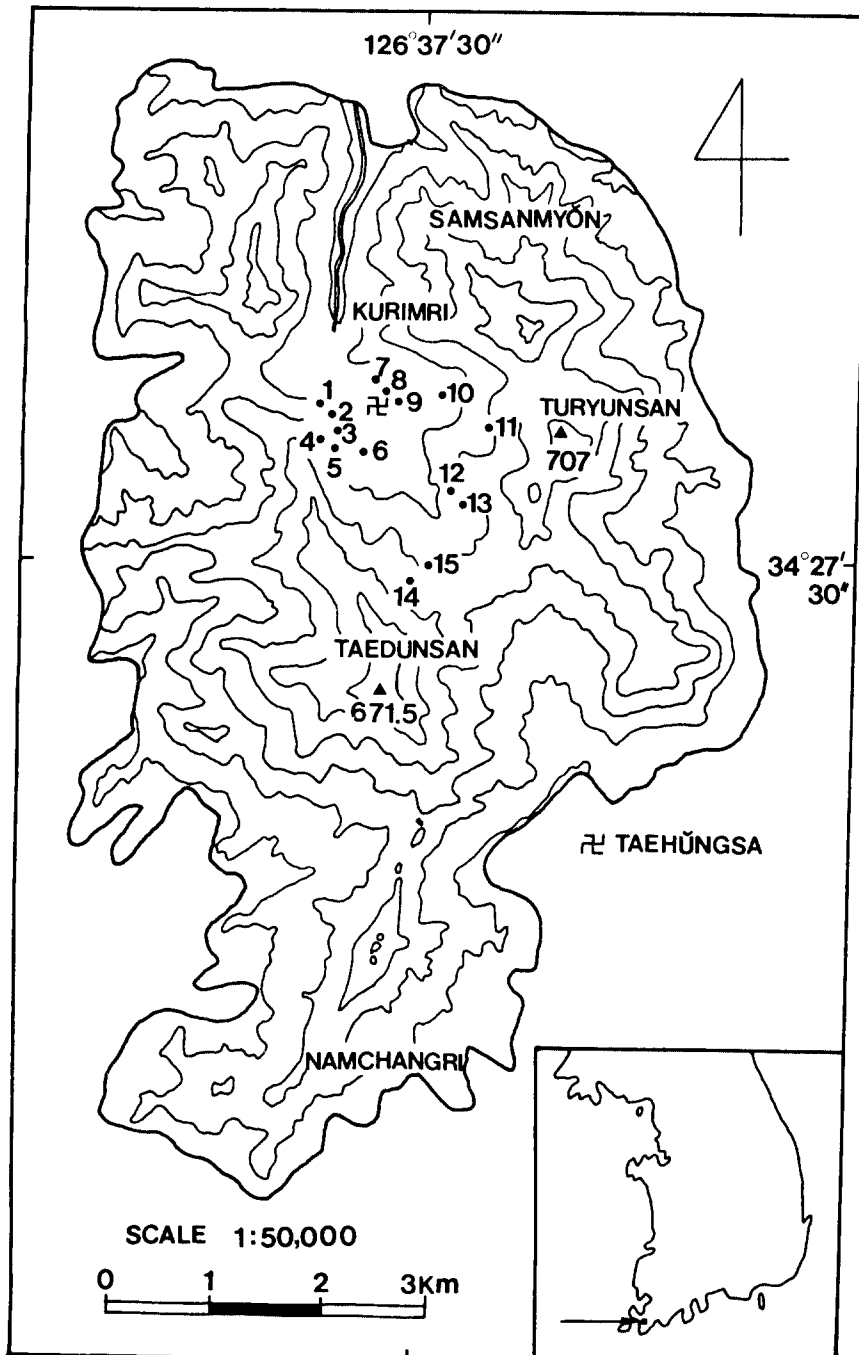 126°37′30″
SAMSANMYŎN
KURIMRI
7
8
1
卍 9
10
2
TURYUNSAN
3
11
4
5
6
707
12
13
15
34°27′
30″
14
TAEDUNSAN
671.5
卍 TAEHŬNGSA
NAMCHANGRI
SCALE 1:50,000
0 1 2 3Km